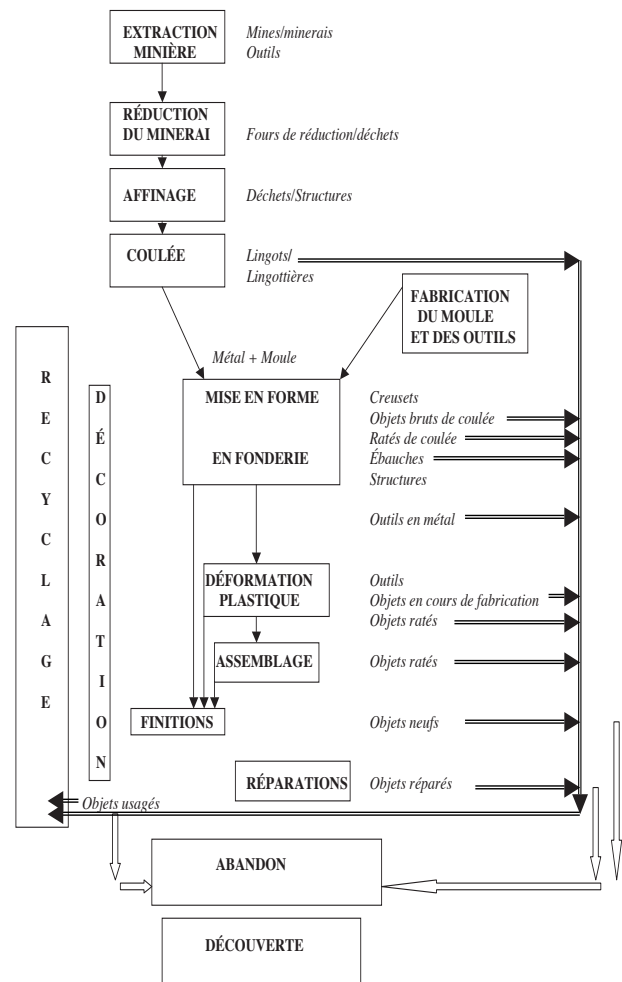 EXTRACTION
MINIÈRE
Mines/minerais
Outils
RÉDUCTION
DU MINERAI
Fours de réduction/déchets
AFFINAGE
Déchets/Structures
COULÉE
Lingots/
Lingottières
FABRICATION
DU MOULE
ET DES OUTILS
Métal + Moule
RECYCLAGE
DÉCORATION
MISE EN FORME
EN FONDERIE
Creusets
Objets bruts de coulée
Ratés de coulée
Ébauches
Structures
Outils en métal
DÉFORMATION
PLASTIQUE
Outils
Objets en cours de fabrication
Objets ratés
ASSEMBLAGE
Objets ratés
FINITIONS
Objets neufs
RÉPARATIONS
Objets réparés
Objets usagés
ABANDON
DÉCOUVERTE